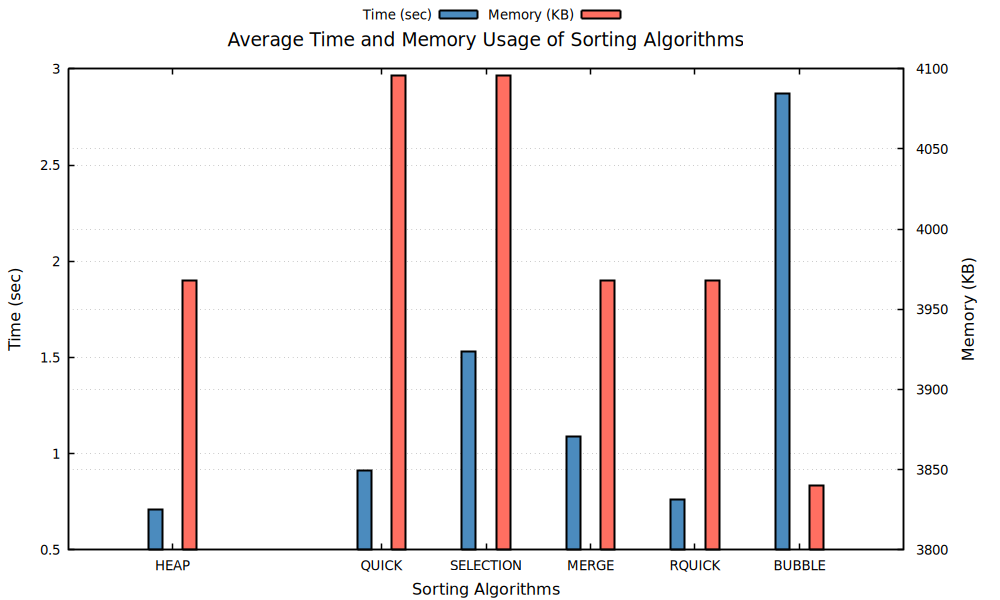 Time (sec) Memory (KB)
Average Time and Memory Usage of Sorting Algorithms
3
2.5
2
1.5
1
0.5
Time (sec)
4100
4050
4000
3950
3900
3850
3800
Memory (KB)
HEAP QUICK SELECTION MERGE RQUICK BUBBLE
Sorting Algorithms